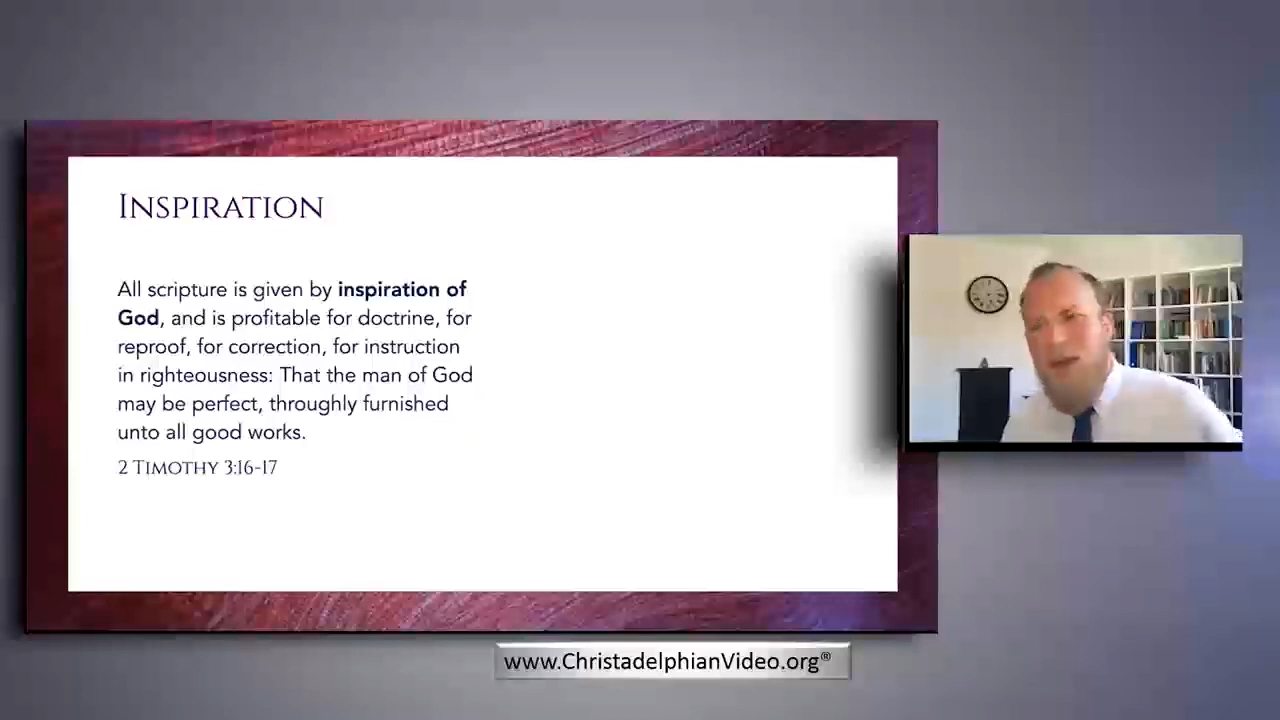 INSPIRATION
All scripture is given by inspiration of
God, and is profitable for doctrine, for
reproof, for correction, for instruction
in righteousness: That the man of God
may be perfect, throughly furnished
unto all good works.
2 TIMOTHY 3:16-17
www.ChristadelphianVideo.org®